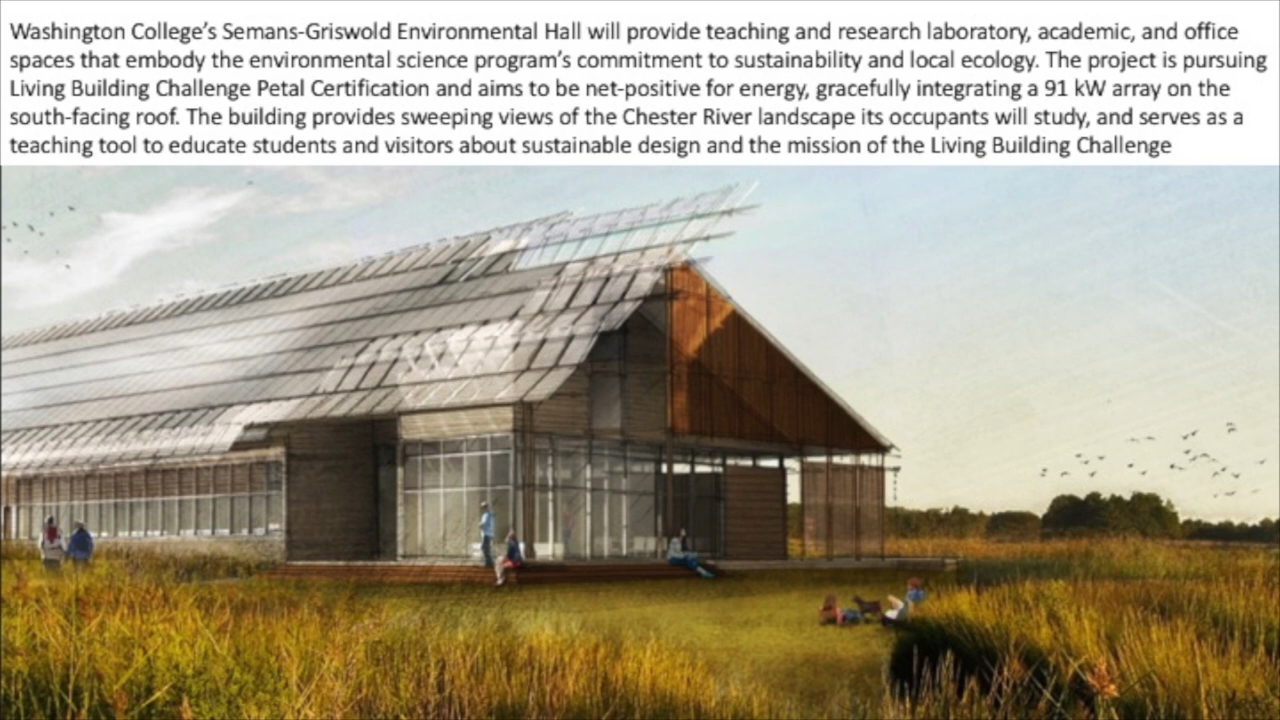 Washington College’s Semans-Griswold Environmental Hall will provide teaching and research laboratory, academic, and office
spaces that embody the environmental science program’s commitment to sustainability and local ecology. The project is pursuing
Living Building Challenge Petal Certification and aims to be net-positive for energy, gracefully integrating a 91 kW array on the
south-facing roof. The building provides sweeping views of the Chester River landscape its occupants will study, and serves as a
teaching tool to educate students and visitors about sustainable design and the mission of the Living Building Challenge